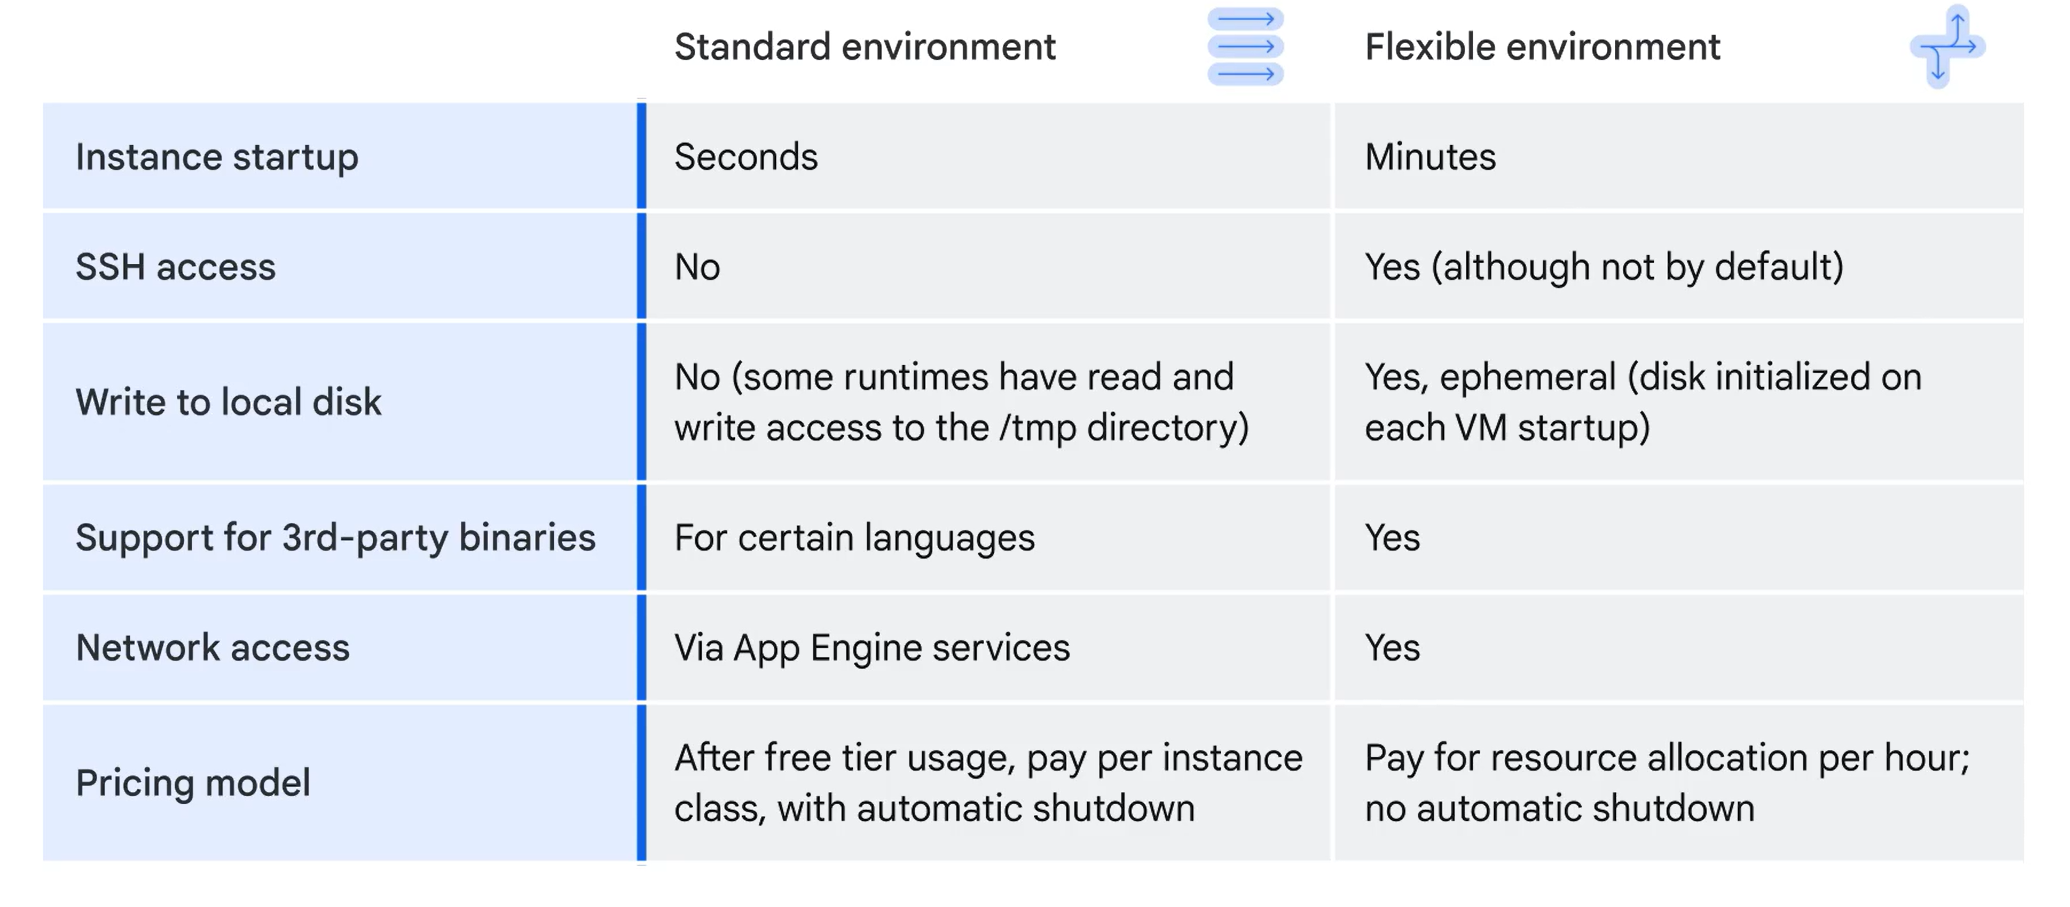 Standard environment
Flexible environment
Instance startup
Seconds
Minutes
SSH access
No
Yes (although not by default)
Write to local disk
No (some runtimes have read and
write access to the /tmp directory)
Yes, ephemeral (disk initialized on
each VM startup)
Support for 3rd-party binaries
For certain languages
Yes
Network access
Via App Engine services
Yes
Pricing model
After free tier usage, pay per instance
class, with automatic shutdown
Pay for resource allocation per hour;
no automatic shutdown